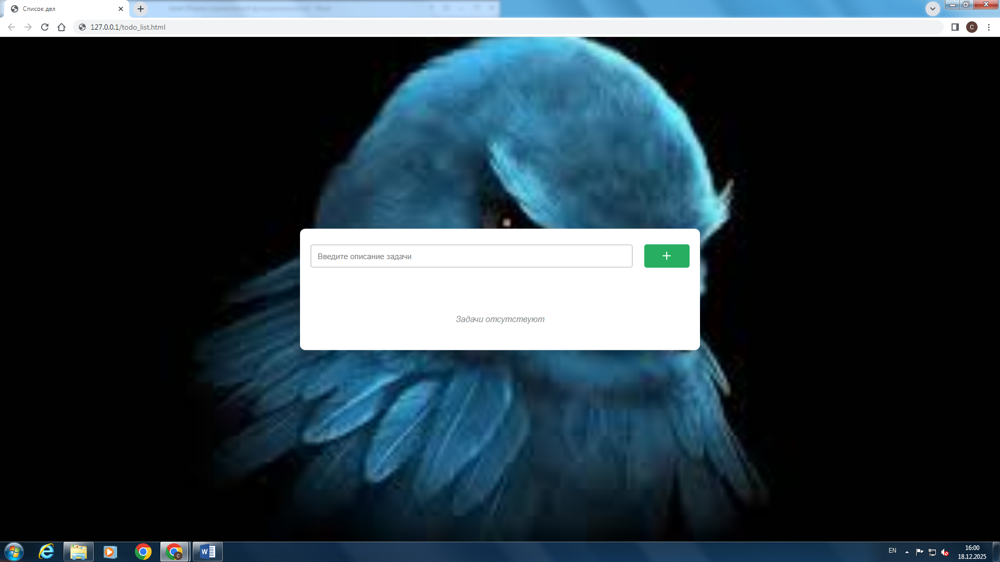 Список дел
127.0.0.1/todo_list.html
C
Введите описание задачи
Задачи отсутствуют
C
W
EN
16:00
18.12.2025